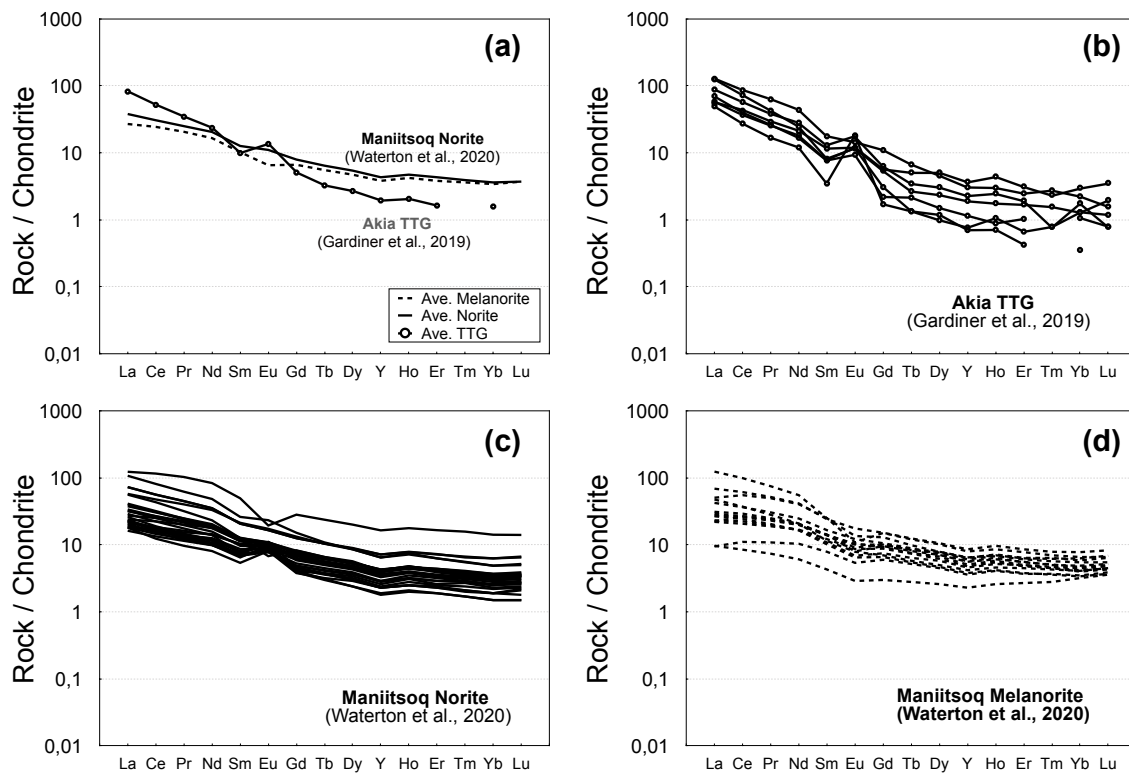 (a)
Rock / Chondrite
1000
100
10
1
0,1
0,01
Maniitsoq Norite
(Waterton et al., 2020)
Akia TTG
(Gardiner et al., 2019)
Ave. Melanorite
Ave. Norite
Ave. TTG
La Ce Pr Nd Sm Eu Gd Tb Dy Y Ho Er Tm Yb Lu
(b)
Rock / Chondrite
1000
100
10
1
0,1
0,01
Akia TTG
(Gardiner et al., 2019)
La Ce Pr Nd Sm Eu Gd Tb Dy Y Ho Er Tm Yb Lu
(c)
Rock / Chondrite
1000
100
10
1
0,1
0,01
Maniitsoq Norite
(Waterton et al., 2020)
La Ce Pr Nd Sm Eu Gd Tb Dy Y Ho Er Tm Yb Lu
(d)
Rock / Chondrite
1000
100
10
1
0,1
0,01
Maniitsoq Melanorite
(Waterton et al., 2020)
La Ce Pr Nd Sm Eu Gd Tb Dy Y Ho Er Tm Yb Lu